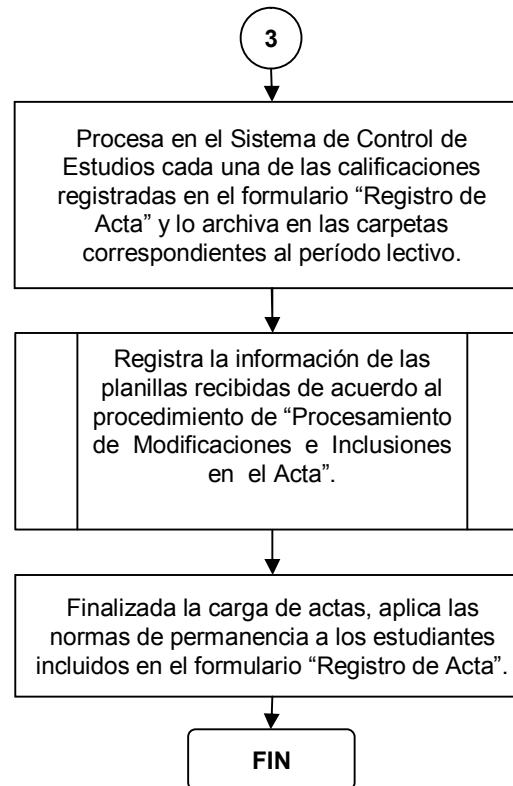 3
Procesa en el Sistema de Control de
Estudios cada una de las calificaciones
registradas en el formulario “Registro de
Acta” y lo archiva en las carpetas
correspondientes al período lectivo.
Registra la información de las
planillas recibidas de acuerdo al
procedimiento de “Procesamiento
de Modificaciones e Inclusiones
en el Acta”.
Finalizada la carga de actas, aplica las
normas de permanencia a los estudiantes
incluidos en el formulario “Registro de Acta”.
FIN